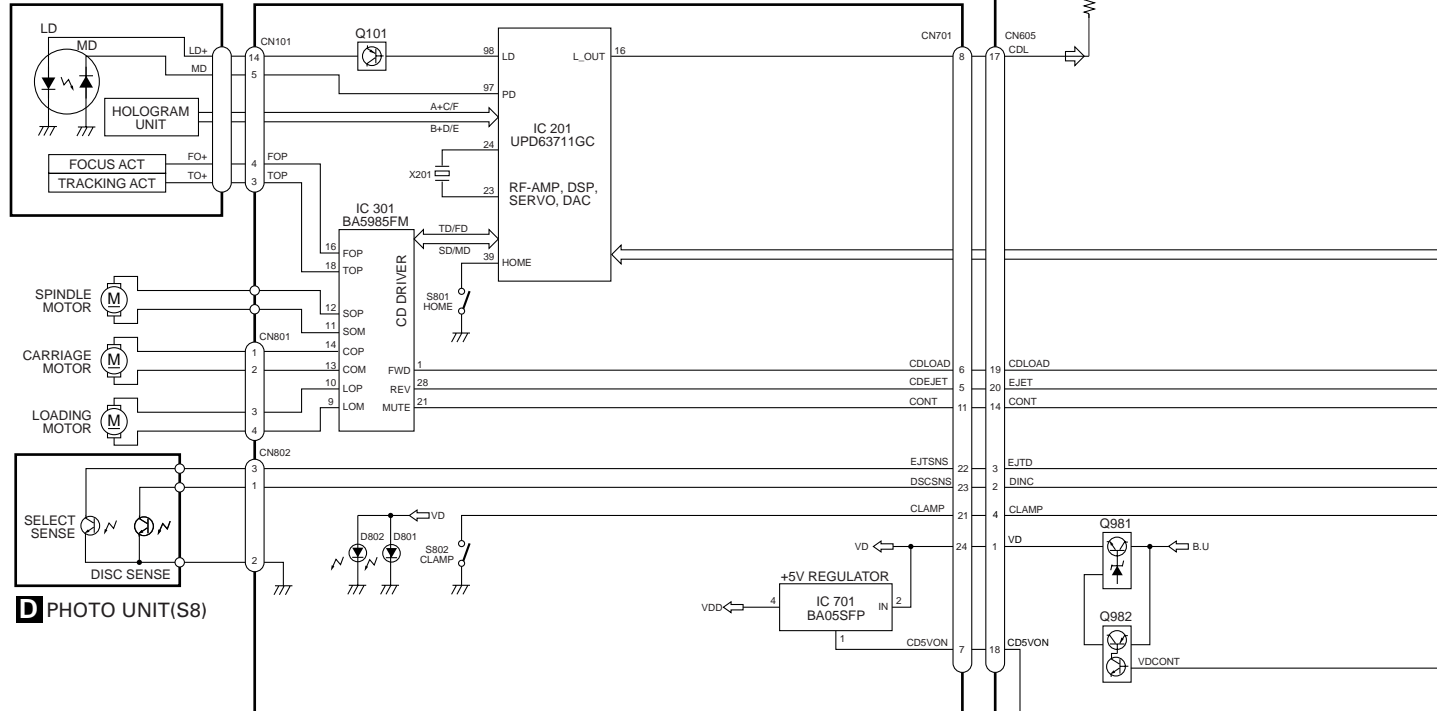 LD
MD
LD+
MD
HOLOGRAM
UNIT
FOCUS ACT
TRACKING ACT
FO+
TO+
CN101
14
5
4
3
FOP
TOP
Q101
98
LD
L_OUT
16
97
PD
A+C/F
B+D/E
IC 201
UPD63711GC
24
X201
23
RF-AMP, DSP,
SERVO, DAC
CN701
8
CN605
17
CDL
IC 301
BA5985FM
TD/FD
SD/MD
39
HOME
S801
HOME
16
FOP
18
TOP
CD DRIVER
12
SOP
11
SOM
14
COP
13
COM
10
LOP
9
LOM
FWD
1
REV
28
MUTE
21
SPINDLE
MOTOR
M
CARRIAGE
MOTOR
M
LOADING
MOTOR
M
CN801
1
2
3
4
CDLOAD
6
19
CDLOAD
CDEJET
5
20
EJET
CONT
11
14
CONT
CN802
3
1
2
SELECT
SENSE
DISC SENSE
D PHOTO UNIT(S8)
VD
D802
D801
S802
CLAMP
EJTSNS
22
3
EJTD
DSCSNS
23
2
DINC
CLAMP
21
4
CLAMP
VD
24
1
VD
Q981
B.U
+5V REGULATOR
VDD
4
IC 701
BA05SFP
IN
2
1
CD5VON
7
18
CD5VON
Q982
VDCONT